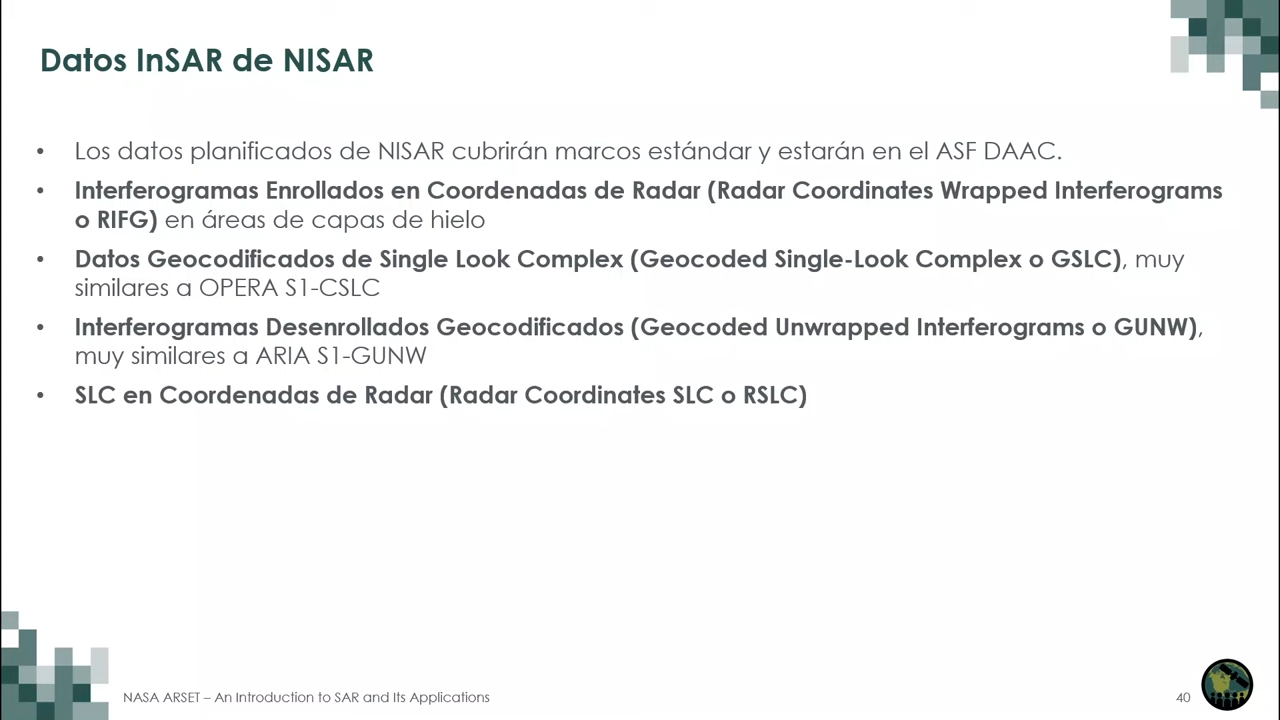 Datos InSAR de NISAR
• Los datos planificados de NISAR cubrirán marcos estándar y estarán en el ASF DAAC.
• Interferogramas Enrollados en Coordenadas de Radar (Radar Coordinates Wrapped Interferograms
o RIFG) en áreas de capas de hielo
• Datos Geocodificados de Single Look Complex (Geocoded Single-Look Complex o GSLC), muy
similares a OPERA S1-CSLC
• Interferogramas Desenrollados Geocodificados (Geocoded Unwrapped Interferograms o GUNW),
muy similares a ARIA S1-GUNW
• SLC en Coordenadas de Radar (Radar Coordinates SLC o RSLC)
NASA ARSET – An Introduction to SAR and Its Applications
40